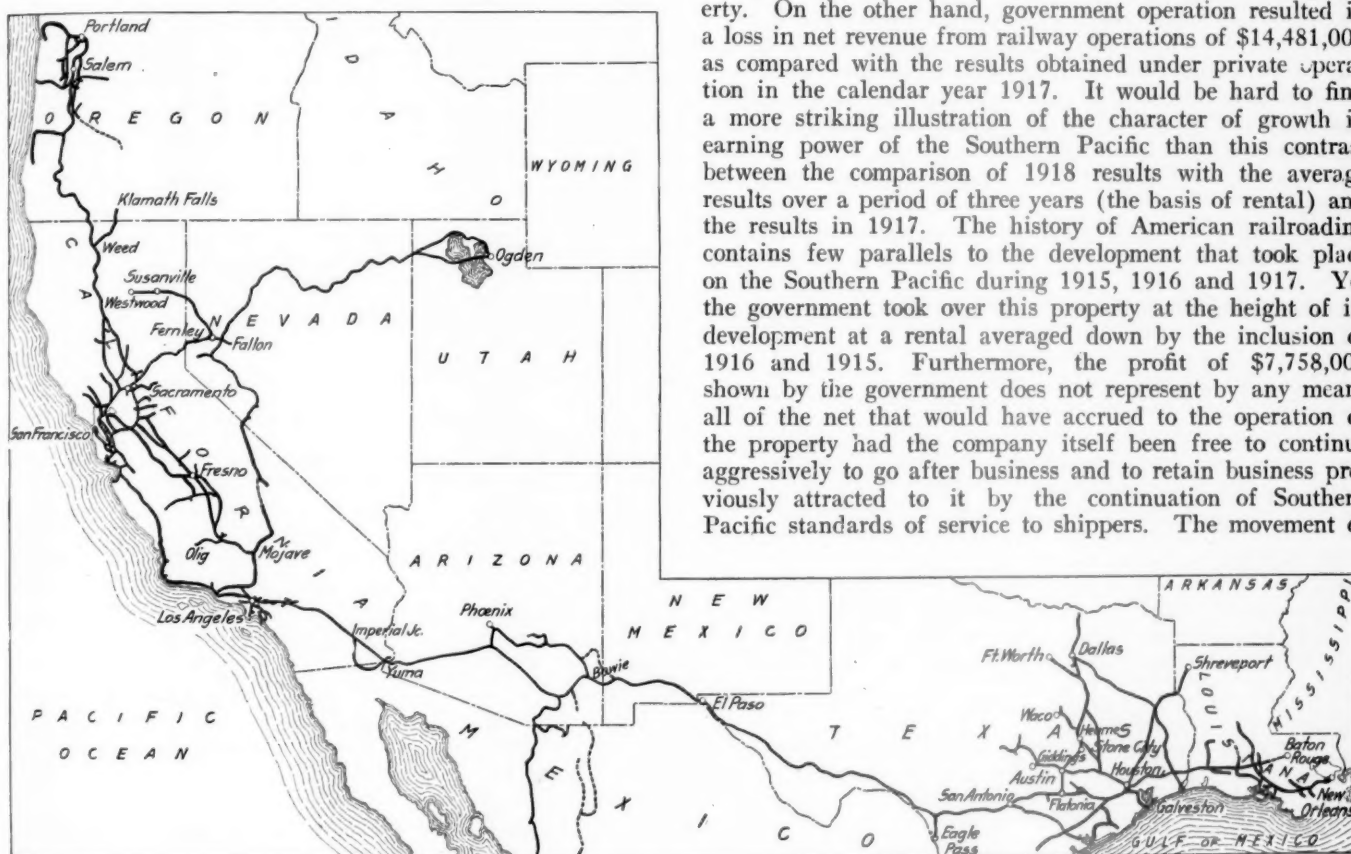 erty. On the other hand, government operation resulted i
a loss in net revenue from railway operations of $14,481,00
as compared with the results obtained under private opera
tion in the calendar year 1917. It would be hard to fin
a more striking illustration of the character of growth i
earning power of the Southern Pacific than this contra
between the comparison of 1918 results with the averag
results over a period of three years (the basis of rental) an
the results in 1917. The history of American railroadin
contains few parallels to the development that took plac
on the Southern Pacific during 1915, 1916 and 1917. Y
the government took over this property at the height of i
development at a rental averaged down by the inclusion o
1916 and 1915. Furthermore, the profit of $7,758,00
shown by the government does not represent by any mean
all of the net that would have accrued to the operation o
the property had the company itself been free to continu
aggressively to go after business and to retain business pre
viously attracted to it by the continuation of Souther
Pacific standards of service to shippers. The movement o
Portland
Salem
OREGON
IDAHO
WYOMING
Klamath Falls
Weed
Susanville
Westwood
Ogden
Fernley
NEVADA
Fallon
UTAH
CALIFORNIA
Sacramento
San Francisco
Fresno
Olig
Mojave
ARIZONA
NEW
MEXICO
Los Angeles
Phoenix
Imperial Jc.
Yuma
Bowie
El Paso
PACIFIC
OCEAN
MEXICO
TEXAS
ARKANSAS
MISSISSIPPI
LOUISIANA
Ft. Worth
Dallas
Shreveport
Waco
Hearne
Giddings
Stone City
Austin
Houston
Baton
Rouge
San Antonio
Flatonia
Galveston
New
Orleans
Eagle
Pass
GULF OF MEXICO